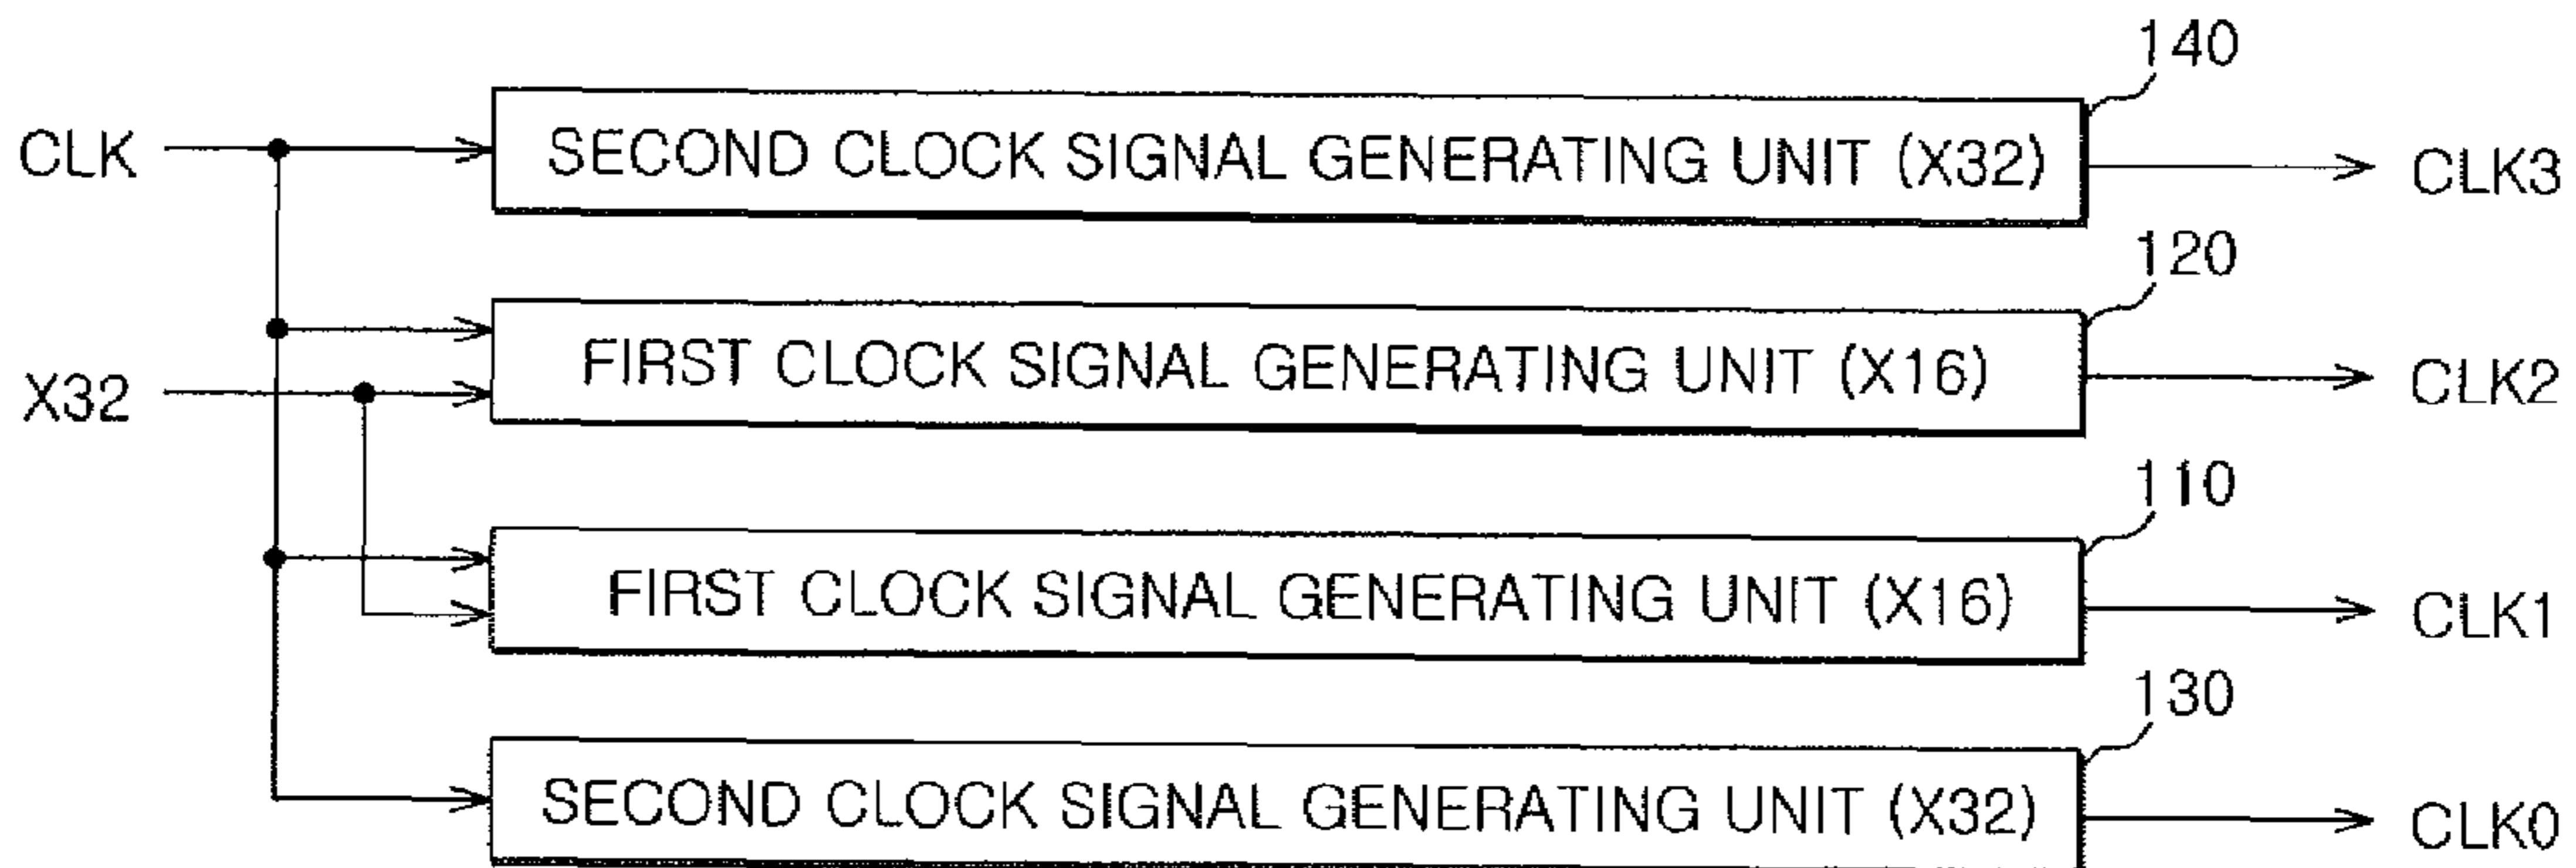 140
CLK SECOND CLOCK SIGNAL GENERATING UNIT (X32) CLK3
120
X32 FIRST CLOCK SIGNAL GENERATING UNIT (X16) CLK2
110
FIRST CLOCK SIGNAL GENERATING UNIT (X16) CLK1
130
SECOND CLOCK SIGNAL GENERATING UNIT (X32) CLK0